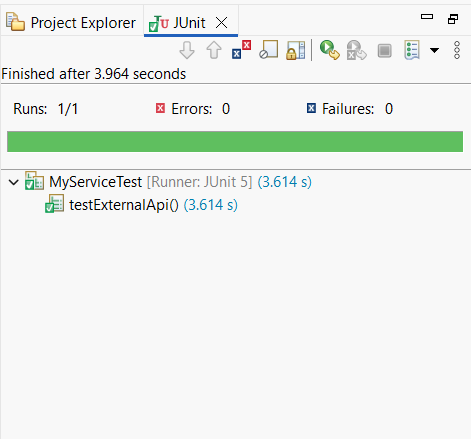 Project Explorer JUnit
Finished after 3.964 seconds
Runs: 1/1 Errors: 0 Failures: 0
MyServiceTest [Runner: JUnit 5] (3.614 s)
testExternalApi() (3.614 s)